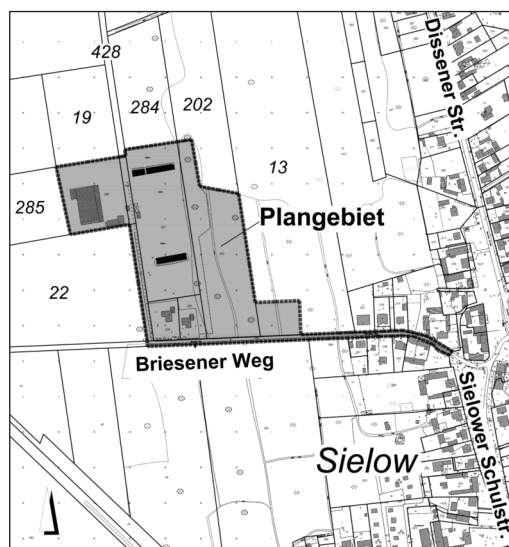 428
284
202
19
Dissener Str.
13
285
Plangebiet
22
Briesener Weg
Sielow
Sielower Schulstr.